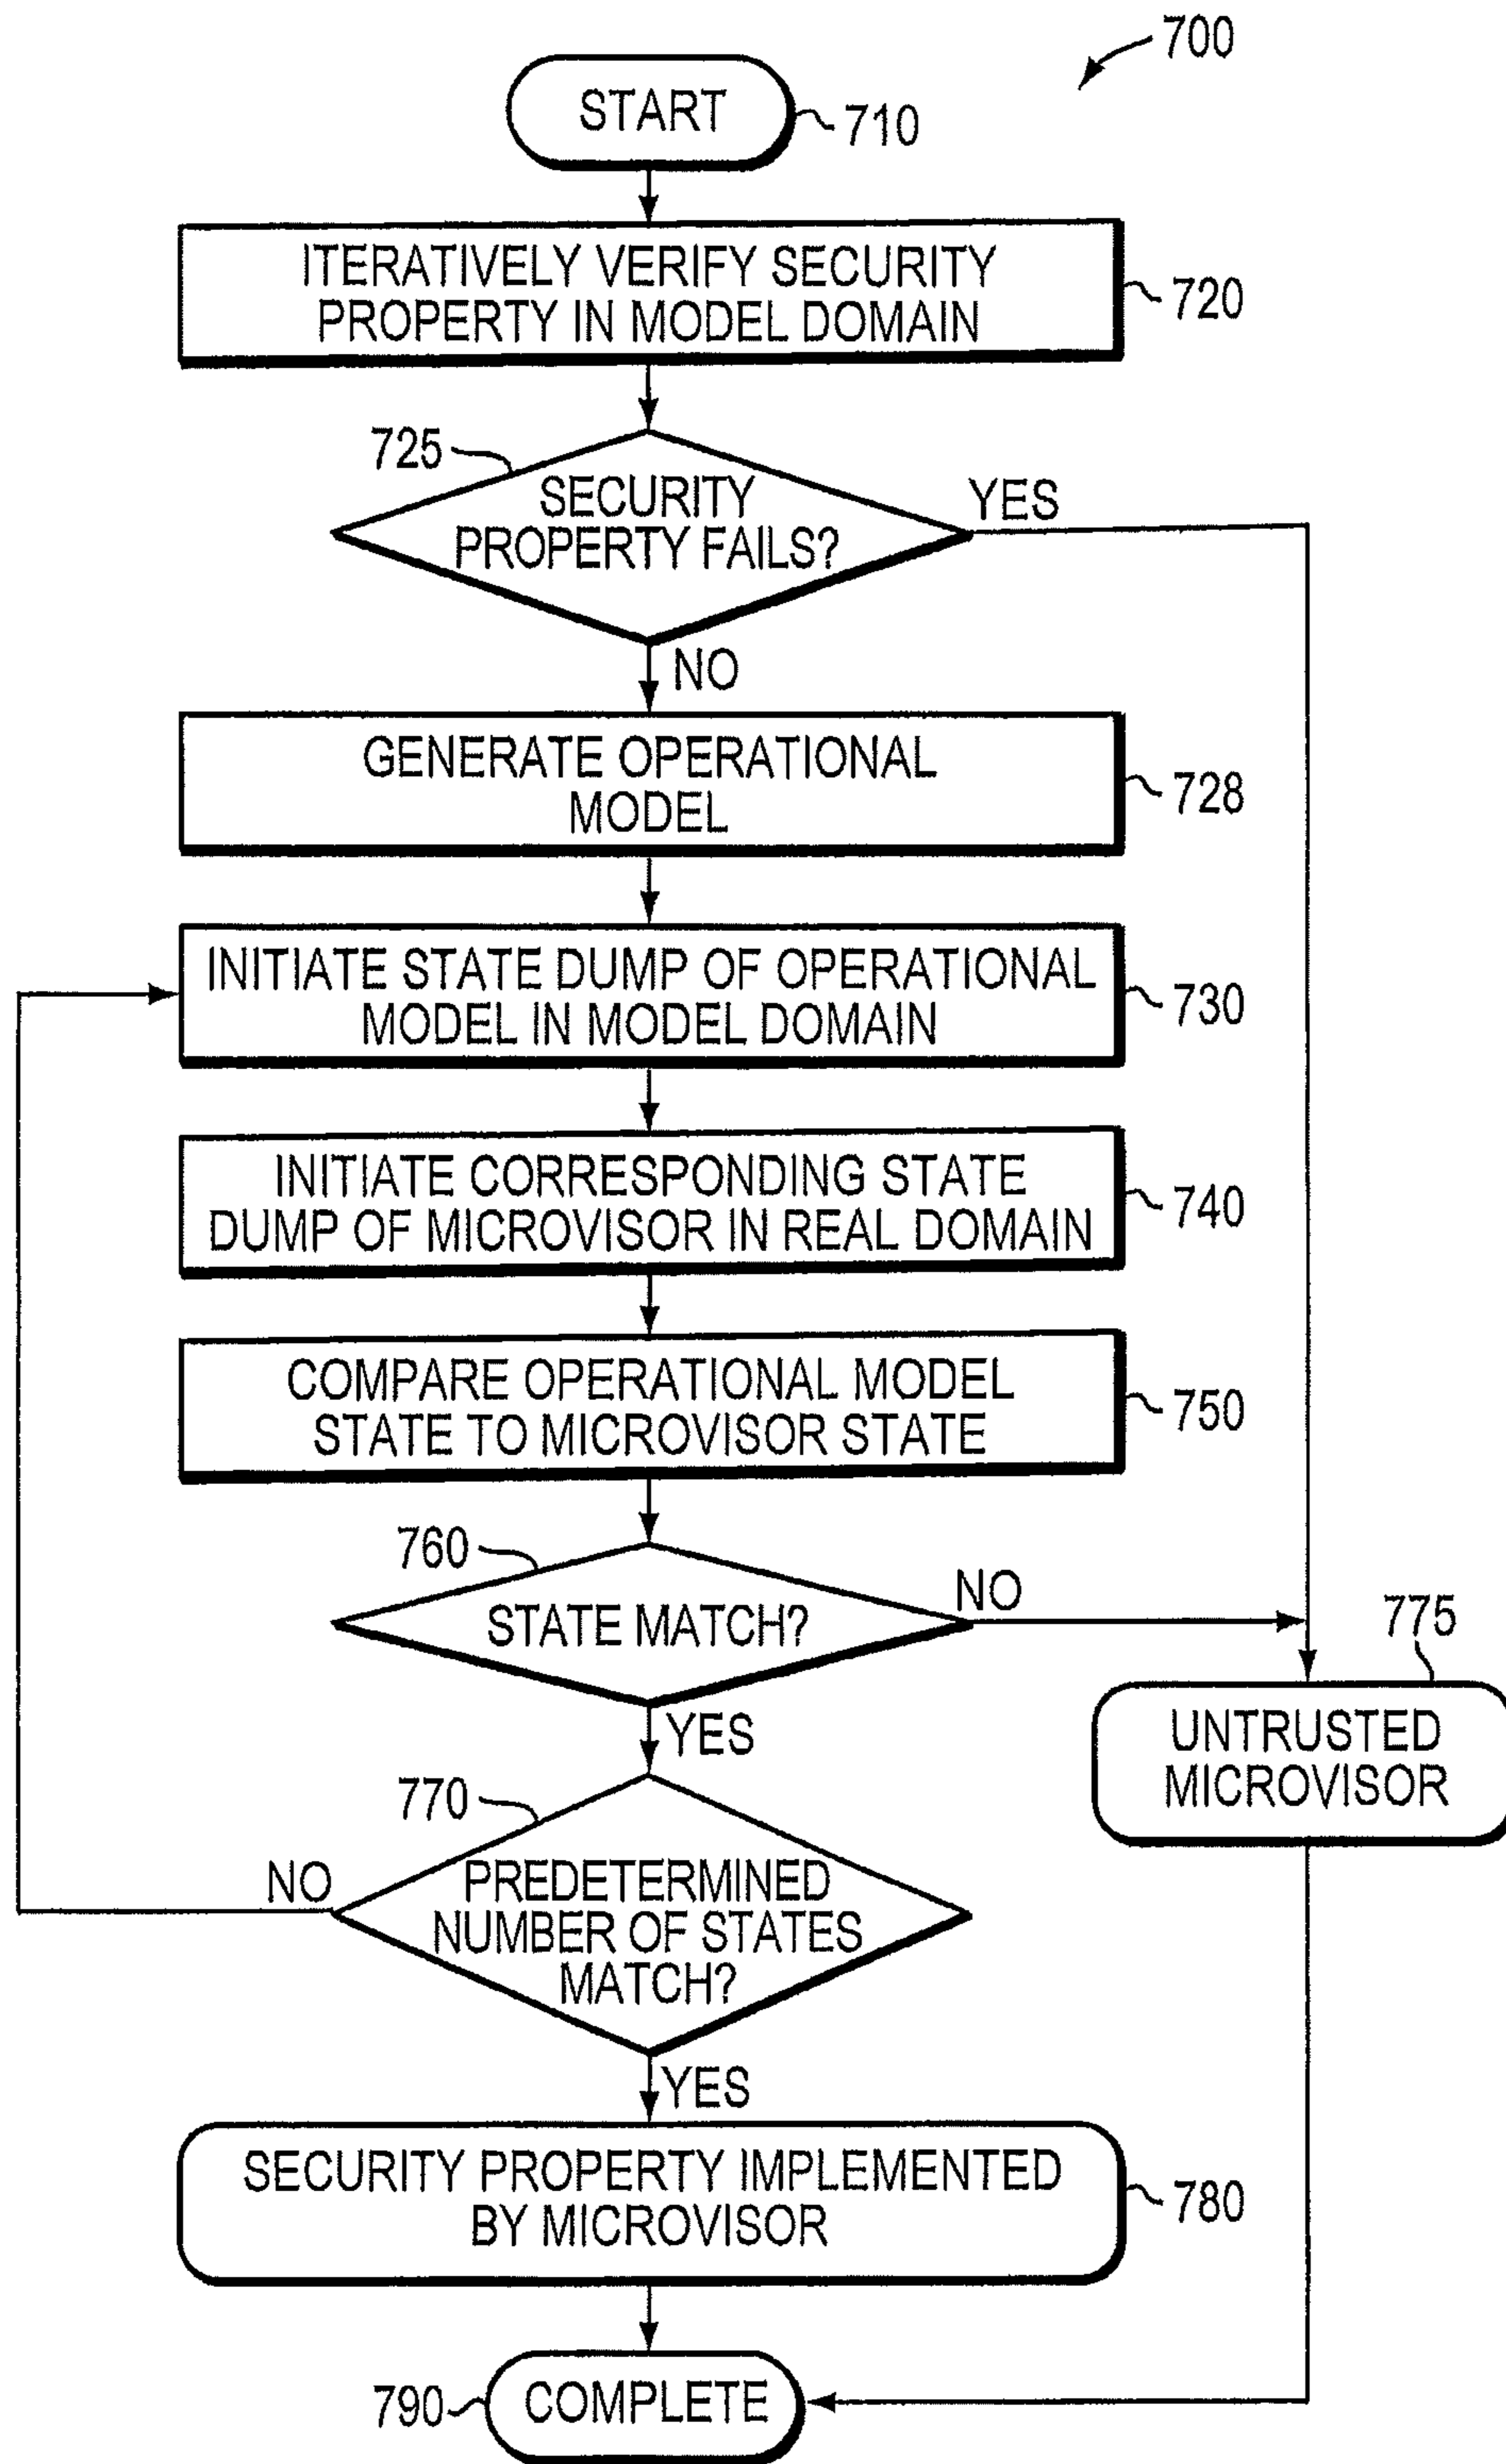 700
START
710
ITERATIVELY VERIFY SECURITY
PROPERTY IN MODEL DOMAIN
720
725
SECURITY
PROPERTY FAILS?
YES
NO
GENERATE OPERATIONAL
MODEL
728
INITIATE STATE DUMP OF OPERATIONAL
MODEL IN MODEL DOMAIN
730
INITIATE CORRESPONDING STATE
DUMP OF MICROVISOR IN REAL DOMAIN
740
COMPARE OPERATIONAL MODEL
STATE TO MICROVISOR STATE
750
760
STATE MATCH?
NO
YES
775
UNTRUSTED
MICROVISOR
770
PREDETERMINED
NUMBER OF STATES
MATCH?
NO
YES
SECURITY PROPERTY IMPLEMENTED
BY MICROVISOR
780
790
COMPLETE